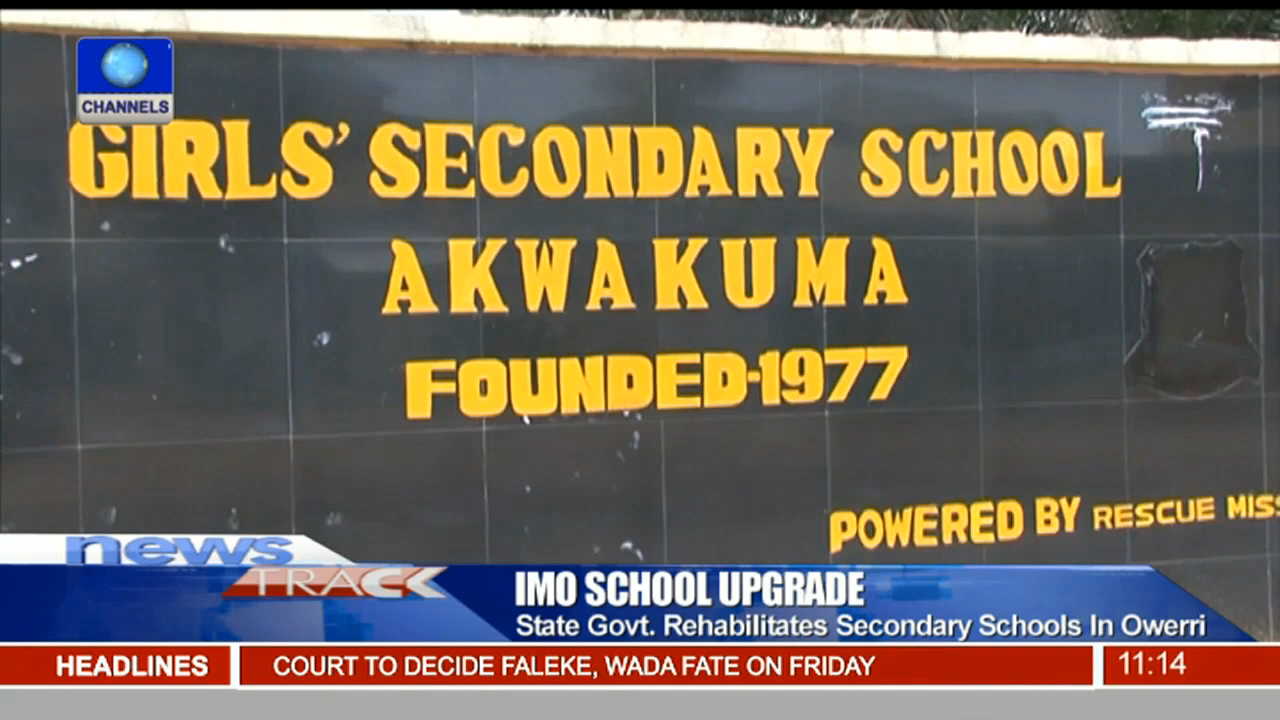 CHANNELS
GIRLS' SECONDARY SCHOOL
AKWAKUMA
FOUNDED-1977
POWERED BY RESCUE
news
TRACK
IMO SCHOOL UPGRADE
State Govt. Rehabilitates Secondary Schools In Owerri
HEADLINES COURT TO DECIDE FALEKE, WADA FATE ON FRIDAY 11:14